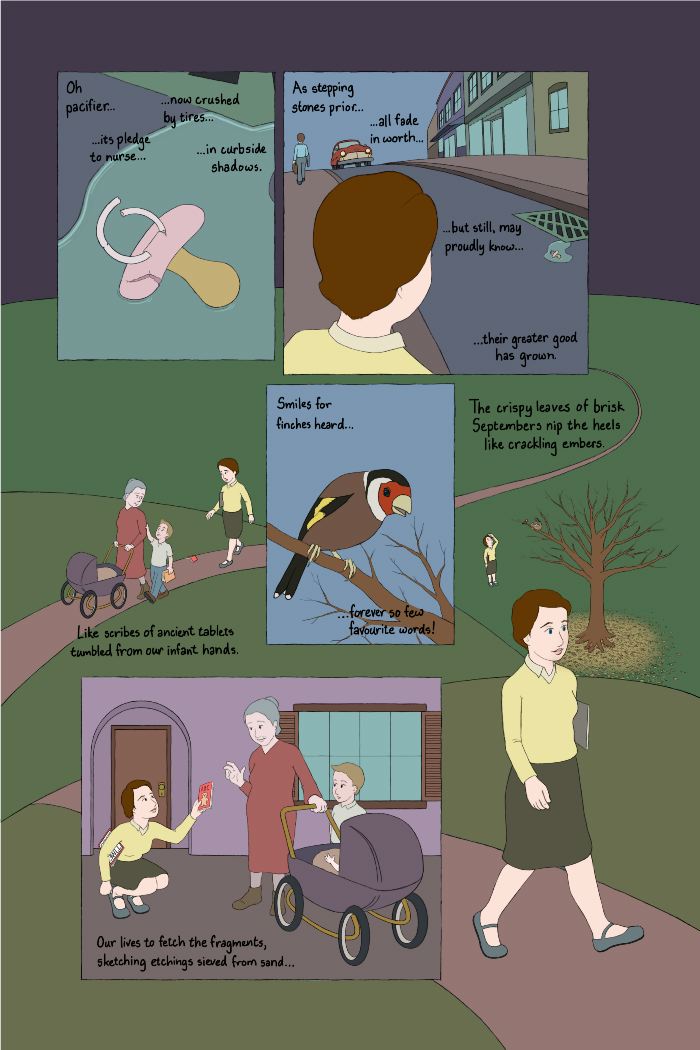 Oh
pacifier...
...now crushed
by tires...
...its pledge
to nurse...
...in curbside
shadows.
As stepping
stones prior...
...all fade
in worth...
...but still, may
proudly know...
...their greater good
has grown.
Smiles for
finches heard...
...forever so few
favourite words!
The crispy leaves of brisk
Septembers nip the heels
like crackling embers.
Like scribes of ancient tablets
tumbled from our infant hands.
ABC
Our lives to fetch the fragments,
sketching etchings sieved from sand...